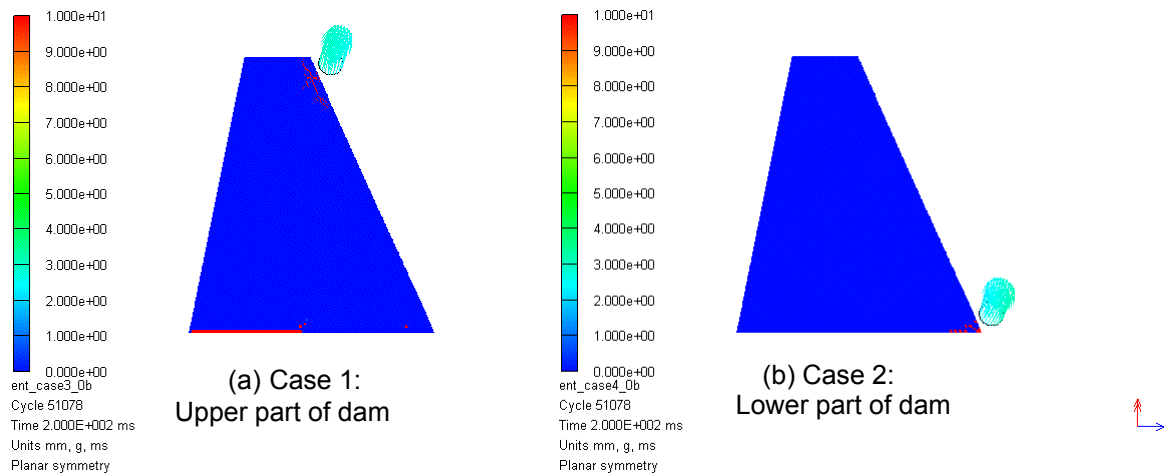 1.000e+01
9.000e+00
8.000e+00
7.000e+00
6.000e+00
5.000e+00
4.000e+00
3.000e+00
2.000e+00
1.000e+00
0.000e+00
ent_case3_0b
Cycle 51078
Time 2.000E+002 ms
Units mm, g, ms
Planar symmetry
(a) Case 1:
Upper part of dam
1.000e+01
9.000e+00
8.000e+00
7.000e+00
6.000e+00
5.000e+00
4.000e+00
3.000e+00
2.000e+00
1.000e+00
0.000e+00
ent_case4_0b
Cycle 51078
Time 2.000E+002 ms
Units mm, g, ms
Planar symmetry
(b) Case 2:
Lower part of dam